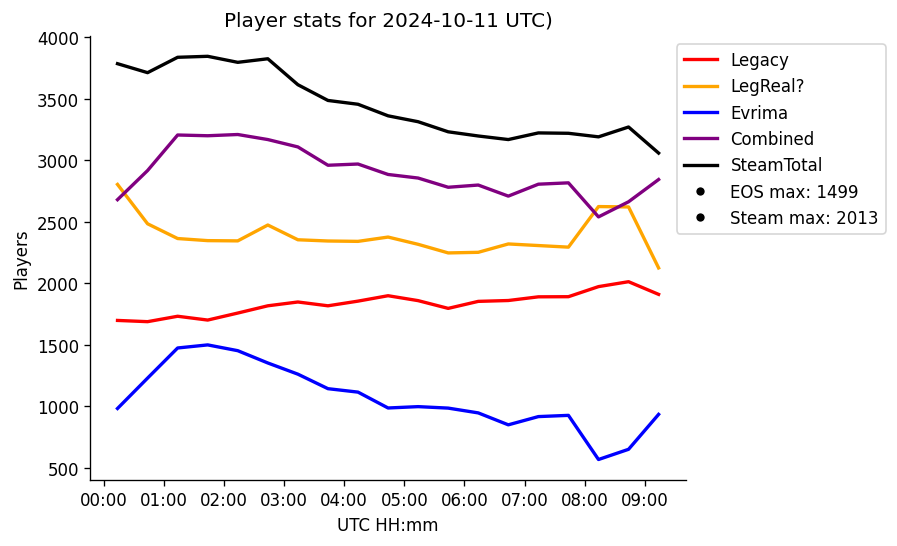 Player stats for 2024-10-11 UTC)
4000
3500
3000
2500
2000
1500
1000
500
Players
00:00 01:00 02:00 03:00 04:00 05:00 06:00 07:00 08:00 09:00
UTC HH:mm
Legacy
LegReal?
Evrima
Combined
SteamTotal
EOS max: 1499
Steam max: 2013